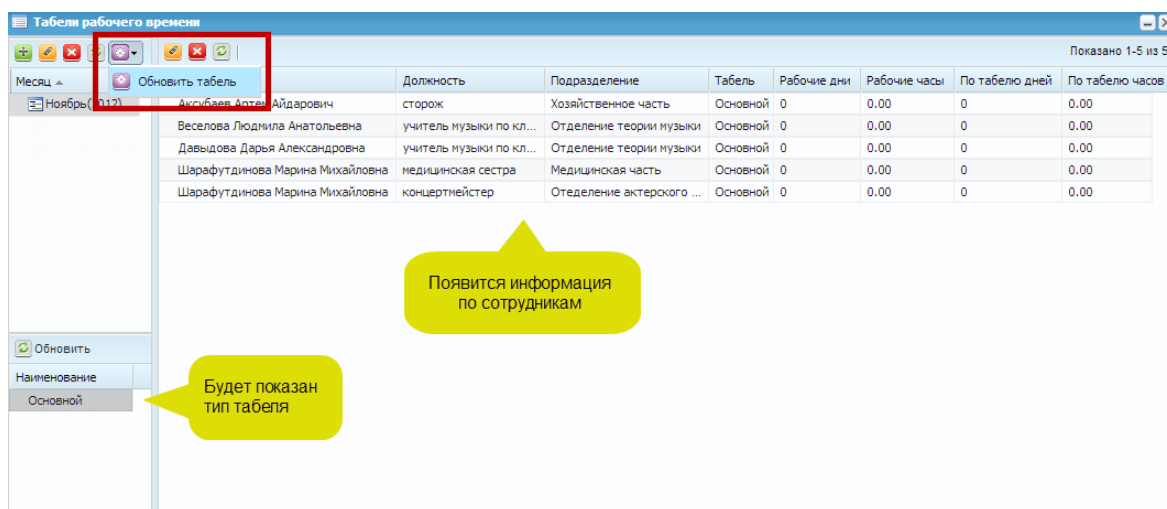 Табели рабочего времени
Показано 1-5 из 5
Обновить табель
Месяц Должность Подразделение Табель Рабочие дни Рабочие часы По табелю дней По табелю часов
Ноябрь(2012) Аксубаев Артем Айдарович сторож Хозяйственное часть Основной 0 0.00 0 0.00
Веселова Людмила Анатольевна учитель музыки по кл... Отделение теории музыки Основной 0 0.00 0 0.00
Давыдова Дарья Александровна учитель музыки по кл... Отделение теории музыки Основной 0 0.00 0 0.00
Шарафутдинова Марина Михайловна медицинская сестра Медицинская часть Основной 0 0.00 0 0.00
Шарафутдинова Марина Михайловна концертмейстер Отеделение актерского ... Основной 0 0.00 0 0.00
Появится информация
по сотрудникам
Обновить
Наименование
Основной
Будет показан
тип табеля